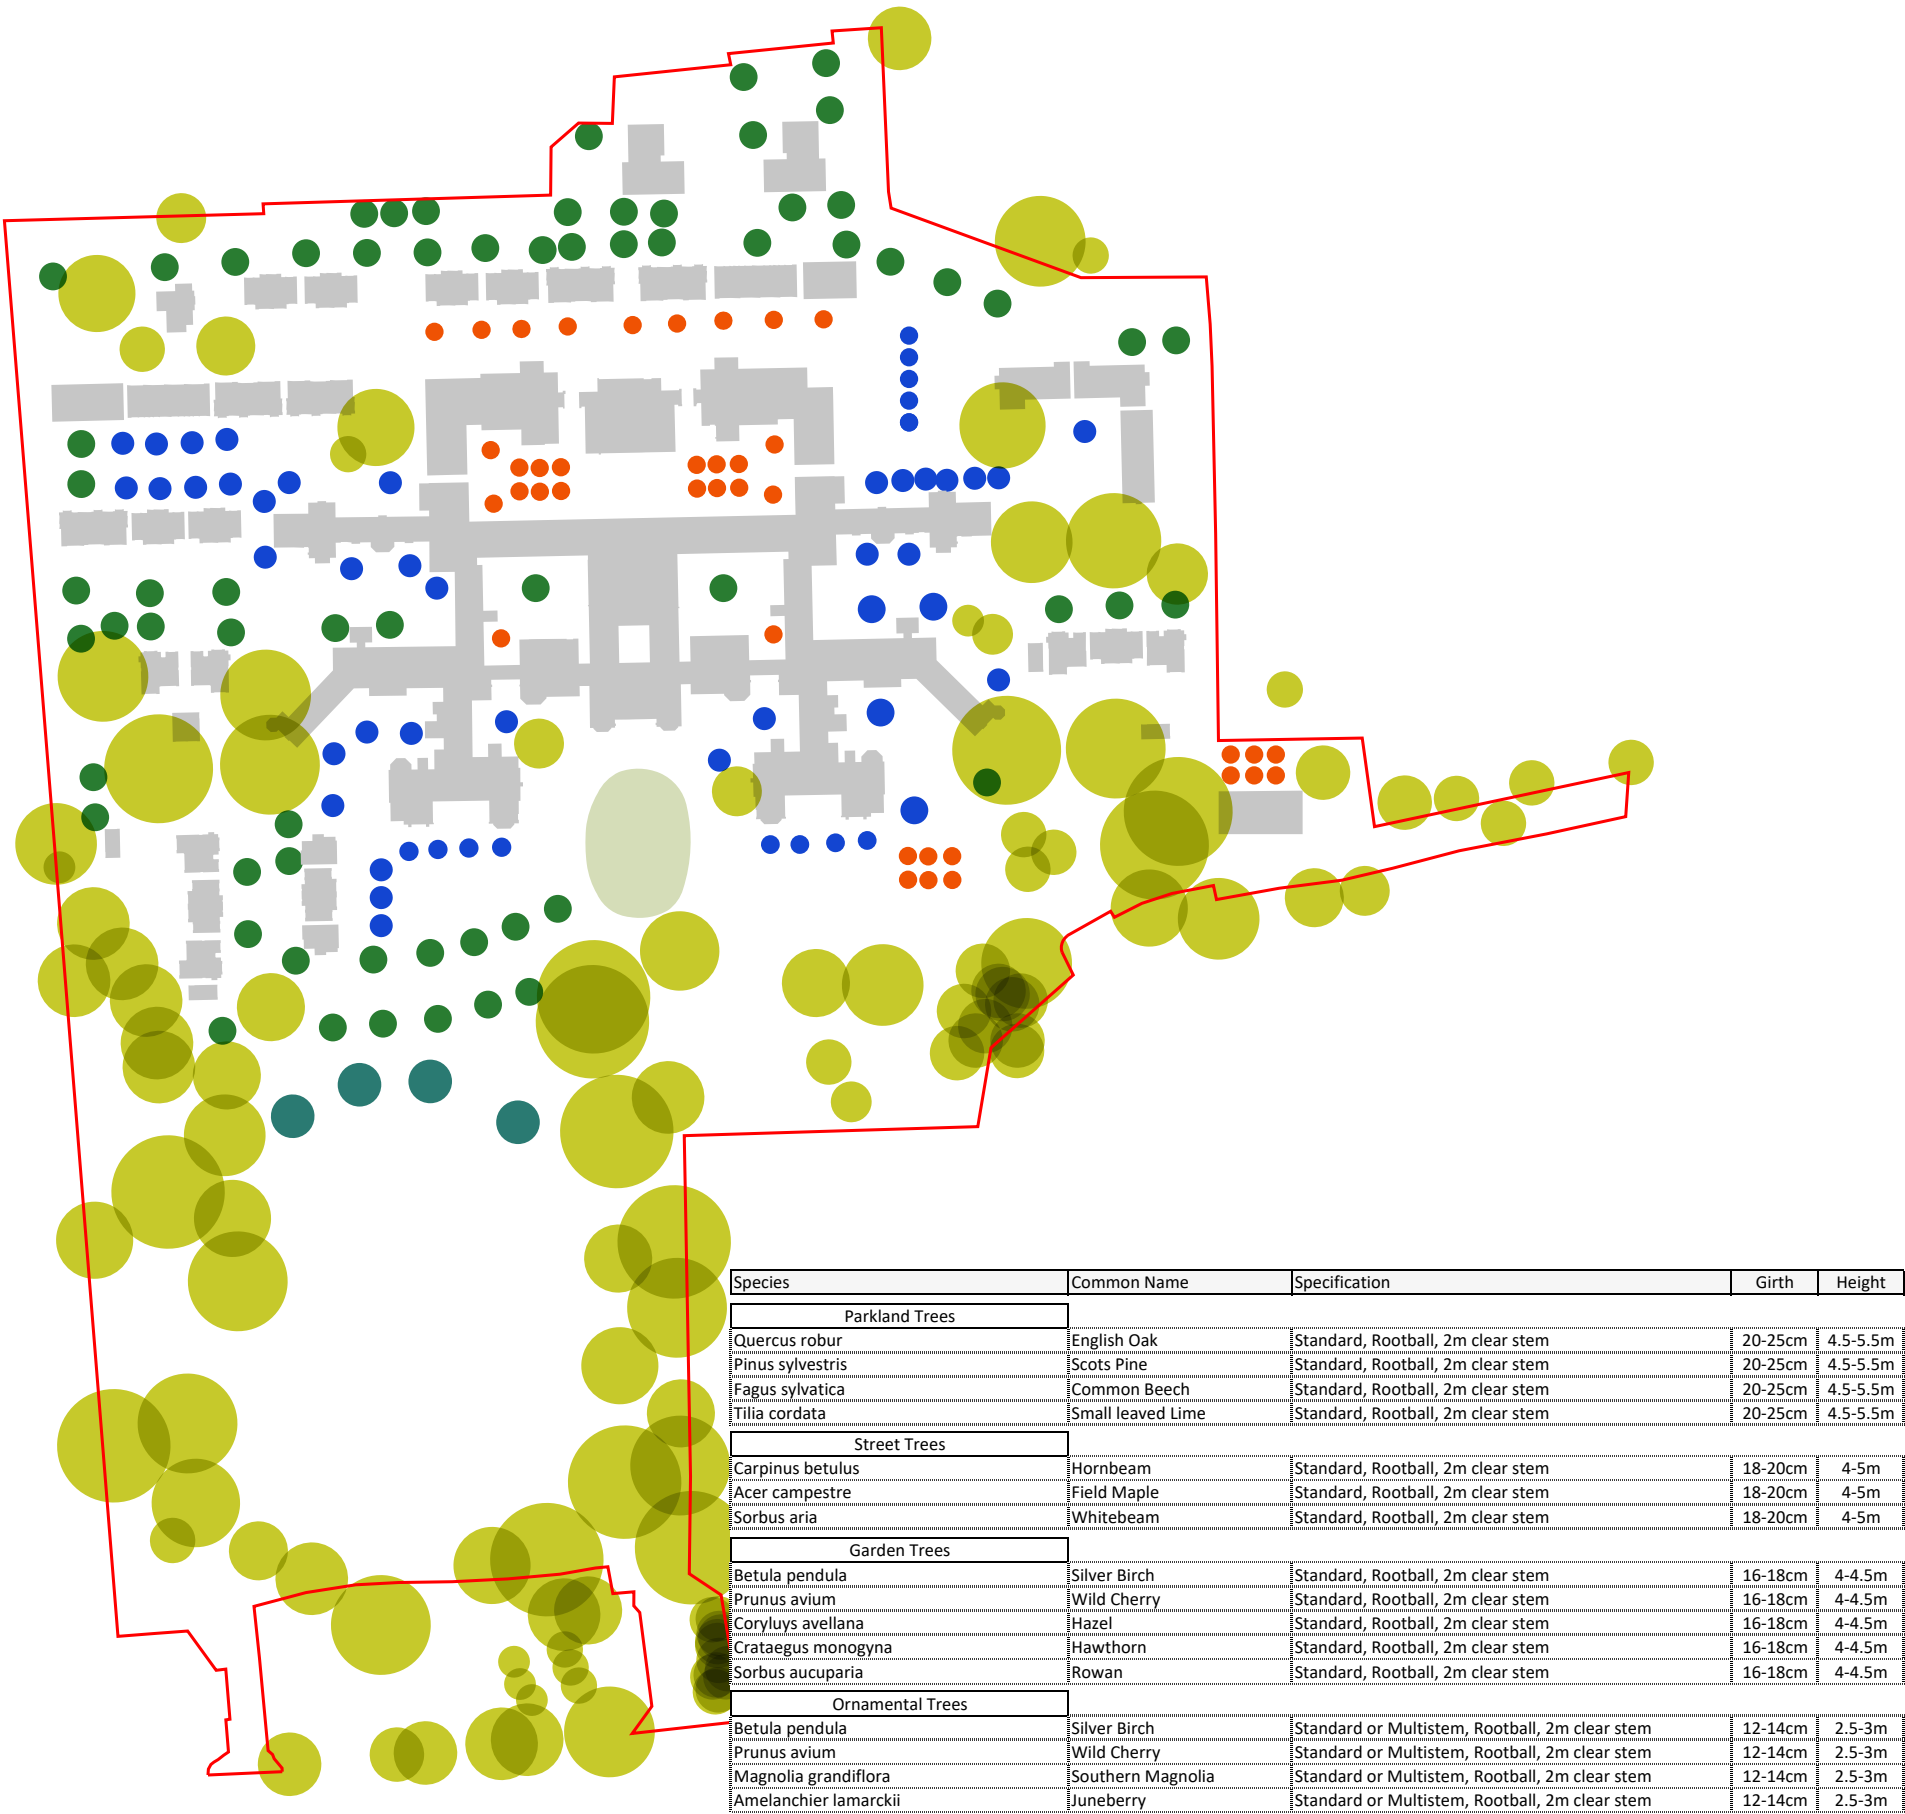 Species Common Name Specification Girth Height
Parkland Trees
Quercus robur English Oak Standard, Rootball, 2m clear stem 20-25cm 4.5-5.5m
Pinus sylvestris Scots Pine Standard, Rootball, 2m clear stem 20-25cm 4.5-5.5m
Fagus sylvatica Common Beech Standard, Rootball, 2m clear stem 20-25cm 4.5-5.5m
Tilia cordata Small leaved Lime Standard, Rootball, 2m clear stem 20-25cm 4.5-5.5m
Street Trees
Carpinus betulus Hornbeam Standard, Rootball, 2m clear stem 18-20cm 4-5m
Acer campestre Field Maple Standard, Rootball, 2m clear stem 18-20cm 4-5m
Sorbus aria Whitebeam Standard, Rootball, 2m clear stem 18-20cm 4-5m
Garden Trees
Betula pendula Silver Birch Standard, Rootball, 2m clear stem 16-18cm 4-4.5m
Prunus avium Wild Cherry Standard, Rootball, 2m clear stem 16-18cm 4-4.5m
Coryluys avellana Hazel Standard, Rootball, 2m clear stem 16-18cm 4-4.5m
Crataegus monogyna Hawthorn Standard, Rootball, 2m clear stem 16-18cm 4-4.5m
Sorbus aucuparia Rowan Standard, Rootball, 2m clear stem 16-18cm 4-4.5m
Ornamental Trees
Betula pendula Silver Birch Standard or Multistem, Rootball, 2m clear stem 12-14cm 2.5-3m
Prunus avium Wild Cherry Standard or Multistem, Rootball, 2m clear stem 12-14cm 2.5-3m
Magnolia grandiflora Southern Magnolia Standard or Multistem, Rootball, 2m clear stem 12-14cm 2.5-3m
Amelanchier lamarckii Juneberry Standard or Multistem, Rootball, 2m clear stem 12-14cm 2.5-3m